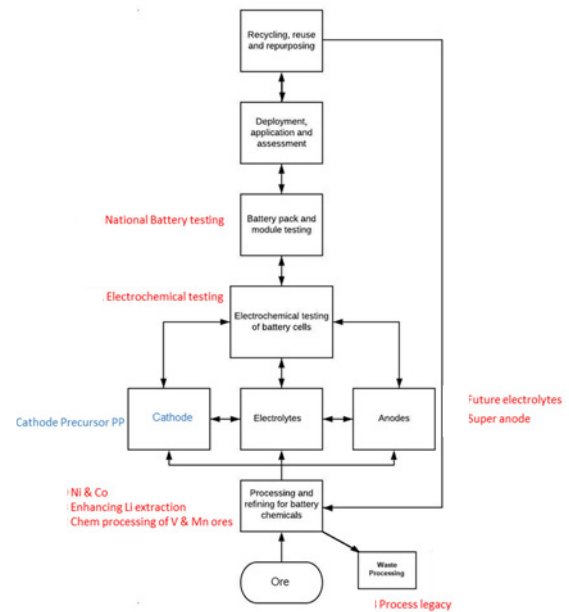 Recycling, reuse
and repurposing
Deployment,
application and
assessment
National Battery testing
Battery pack and
module testing
. Electrochemical testing
Electrochemical testing
of battery cells
Cathode Precursor PP
Cathode
Electrolytes
Anodes
Future electrolytes
Super anode
Ni & Co
Enhancing Li extraction
Chem processing of V & Mn ores
Processing and
refining for battery
chemicals
Waste
Processing
Ore
Process legacy